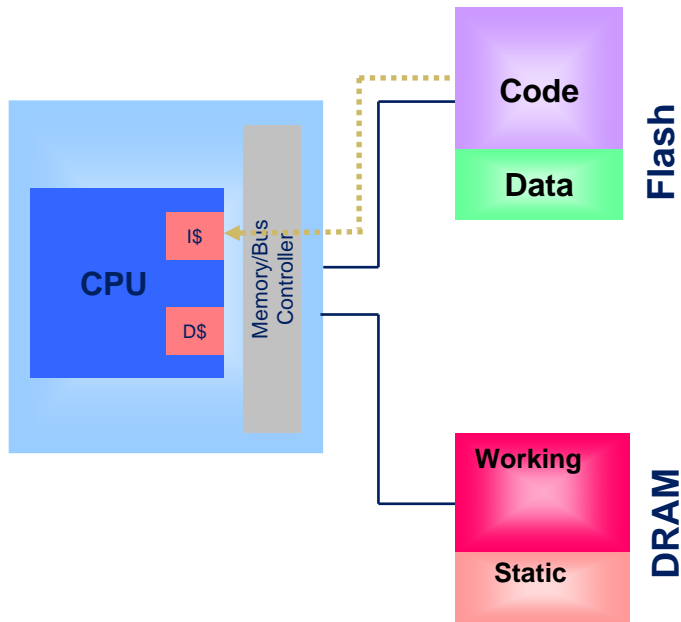 Code
Data
Flash
I$
CPU
D$
Memory/Bus
Controller
Working
Static
DRAM